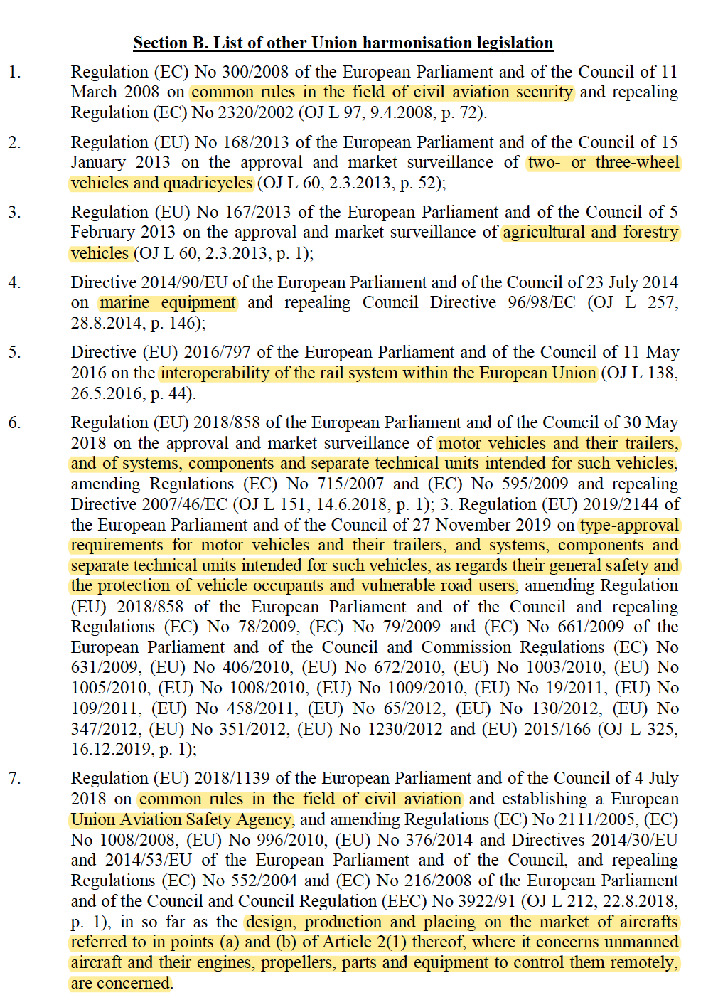 Section B. List of other Union harmonisation legislation
1. Regulation (EC) No 300/2008 of the European Parliament and of the Council of 11
March 2008 on common rules in the field of civil aviation security and repealing
Regulation (EC) No 2320/2002 (OJ L 97, 9.4.2008, p. 72).
2. Regulation (EU) No 168/2013 of the European Parliament and of the Council of 15
January 2013 on the approval and market surveillance of two- or three-wheel
vehicles and quadricycles (OJ L 60, 2.3.2013, p. 52);
3. Regulation (EU) No 167/2013 of the European Parliament and of the Council of 5
February 2013 on the approval and market surveillance of agricultural and forestry
vehicles (OJ L 60, 2.3.2013, p. 1);
4. Directive 2014/90/EU of the European Parliament and of the Council of 23 July 2014
on marine equipment and repealing Council Directive 96/98/EC (OJ L 257,
28.8.2014, p. 146);
5. Directive (EU) 2016/797 of the European Parliament and of the Council of 11 May
2016 on the interoperability of the rail system within the European Union (OJ L 138,
26.5.2016, p. 44).
6. Regulation (EU) 2018/858 of the European Parliament and of the Council of 30 May
2018 on the approval and market surveillance of motor vehicles and their trailers,
and of systems, components and separate technical units intended for such vehicles,
amending Regulations (EC) No 715/2007 and (EC) No 595/2009 and repealing
Directive 2007/46/EC (OJ L 151, 14.6.2018, p. 1); 3. Regulation (EU) 2019/2144 of
the European Parliament and of the Council of 27 November 2019 on type-approval
requirements for motor vehicles and their trailers, and systems, components and
separate technical units intended for such vehicles, as regards their general safety and
the protection of vehicle occupants and vulnerable road users, amending Regulation
(EU) 2018/858 of the European Parliament and of the Council and repealing
Regulations (EC) No 78/2009, (EC) No 79/2009 and (EC) No 661/2009 of the
European Parliament and of the Council and Commission Regulations (EC) No
631/2009, (EU) No 406/2010, (EU) No 672/2010, (EU) No 1003/2010, (EU) No
1005/2010, (EU) No 1008/2010, (EU) No 1009/2010, (EU) No 19/2011, (EU) No
109/2011, (EU) No 458/2011, (EU) No 65/2012, (EU) No 130/2012, (EU) No
347/2012, (EU) No 351/2012, (EU) No 1230/2012 and (EU) 2015/166 (OJ L 325,
16.12.2019, p. 1);
7. Regulation (EU) 2018/1139 of the European Parliament and of the Council of 4 July
2018 on common rules in the field of civil aviation and establishing a European
Union Aviation Safety Agency, and amending Regulations (EC) No 2111/2005, (EC)
No 1008/2008, (EU) No 996/2010, (EU) No 376/2014 and Directives 2014/30/EU
and 2014/53/EU of the European Parliament and of the Council, and repealing
Regulations (EC) No 552/2004 and (EC) No 216/2008 of the European Parliament
and of the Council and Council Regulation (EEC) No 3922/91 (OJ L 212, 22.8.2018,
p. 1), in so far as the design, production and placing on the market of aircrafts
referred to in points (a) and (b) of Article 2(1) thereof, where it concerns unmanned
aircraft and their engines, propellers, parts and equipment to control them remotely,
are concerned.